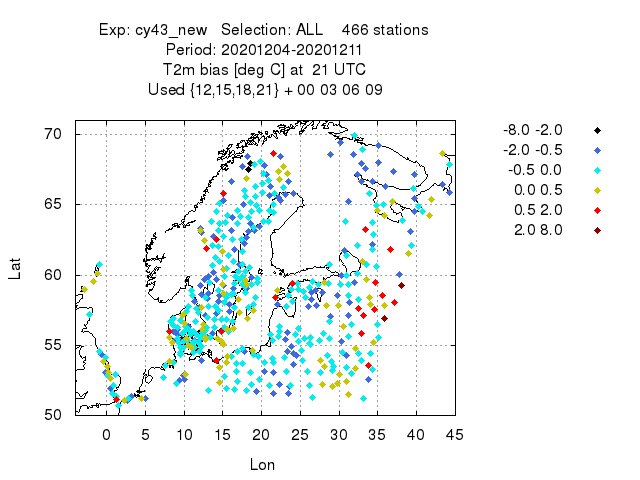 Exp: cy43_new   Selection: ALL    466 stations
Period: 20201204-20201211
T2m bias [deg C] at  21 UTC
Used {12,15,18,21} + 00 03 06 09
-8.0 -2.0
-2.0 -0.5
-0.5 0.0
0.0 0.5
0.5 2.0
2.0 8.0
70
65
60
55
50
Lat
0 5 10 15 20 25 30 35 40 45
Lon